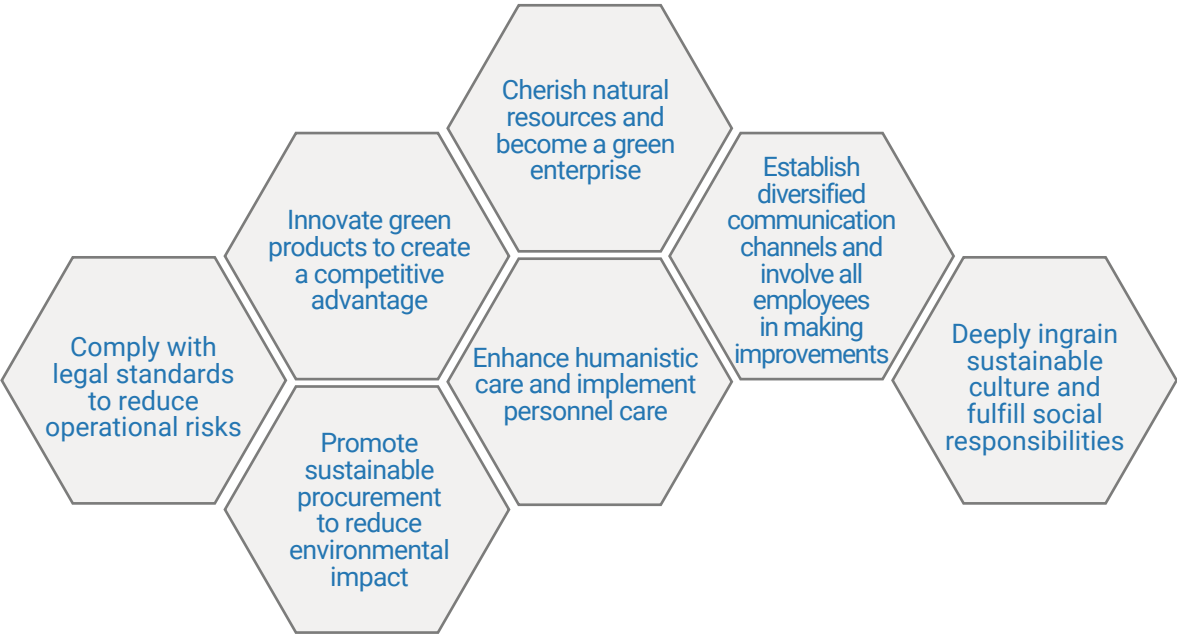 Cherish natural
resources and
become a green
enterprise
Establish
diversified
communication
channels and
involve all
employees
in making
improvements
Innovate green
products to create
a competitive
advantage
Comply with
legal standards
to reduce
operational risks
Enhance humanistic
care and implement
personnel care
Deeply ingrain
sustainable
culture and
fulfill social
responsibilities
Promote
sustainable
procurement
to reduce
environmental
impact